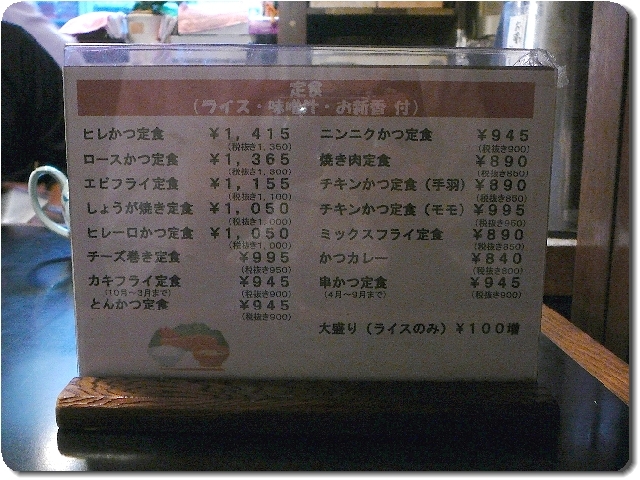 定食
（ライス・味噌汁・お新香 付）
ヒレかつ定食 ￥1,415
（税抜き1,350）
ロースかつ定食 ￥1,365
（税抜き1,300）
エビフライ定食 ￥1,155
（税抜き1,100）
しょうが焼き定食 ￥1,050
（税抜き1,000）
ヒレ一口かつ定食 ￥1,050
（税抜き1,000）
チーズ巻き定食 ￥995
（税抜き950）
カキフライ定食 ￥945
（10月～3月まで） （税抜き900）
とんかつ定食 ￥945
（税抜き900）
ニンニクかつ定食 ￥945
（税抜き900）
焼き肉定食 ￥890
（税抜き850）
チキンかつ定食（手羽） ￥890
（税抜き850）
チキンかつ定食（モモ） ￥995
（税抜き950）
ミックスフライ定食 ￥890
（税抜き850）
かつカレー ￥840
（税抜き800）
串かつ定食 ￥945
（4月～9月まで） （税抜き900）
大盛り（ライスのみ）￥100増